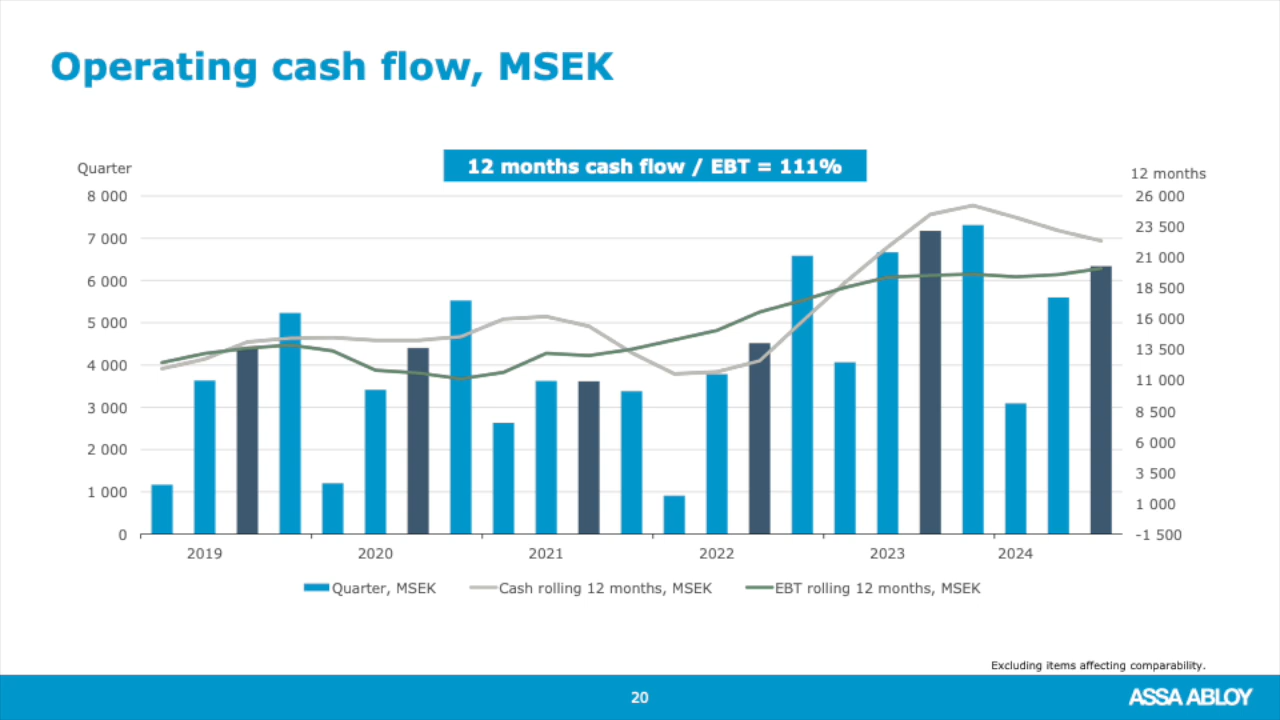 Operating cash flow, MSEK
12 months cash flow / EBT = 111%
Quarter
12 months
8 000
7 000
6 000
5 000
4 000
3 000
2 000
1 000
0
26 000
23 500
21 000
18 500
16 000
13 500
11 000
8 500
6 000
3 500
1 000
-1 500
2019 2020 2021 2022 2023 2024
Quarter, MSEK Cash rolling 12 months, MSEK EBT rolling 12 months, MSEK
Excluding items affecting comparability.
20
ASSA ABLOY